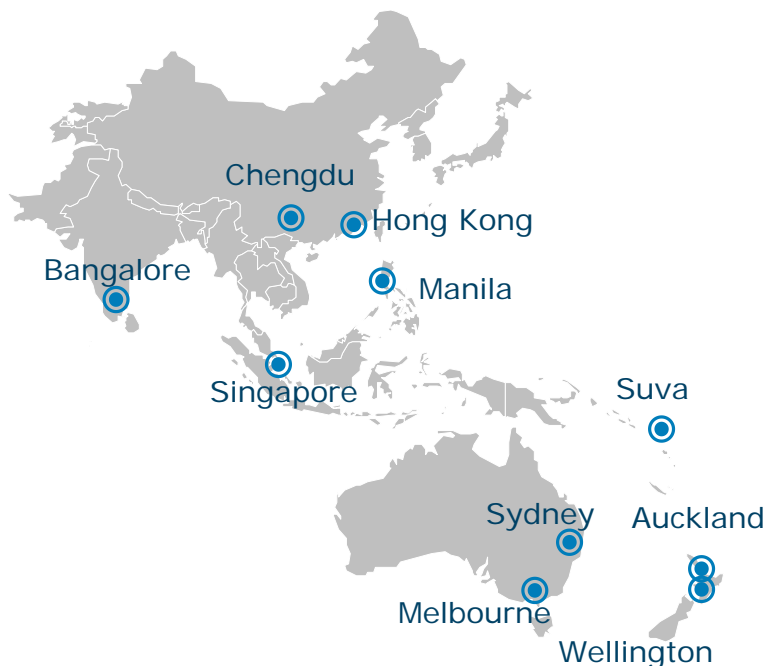 Chengdu
Hong Kong
Bangalore
Manila
Singapore
Suva
Sydney
Auckland
Melbourne
Wellington